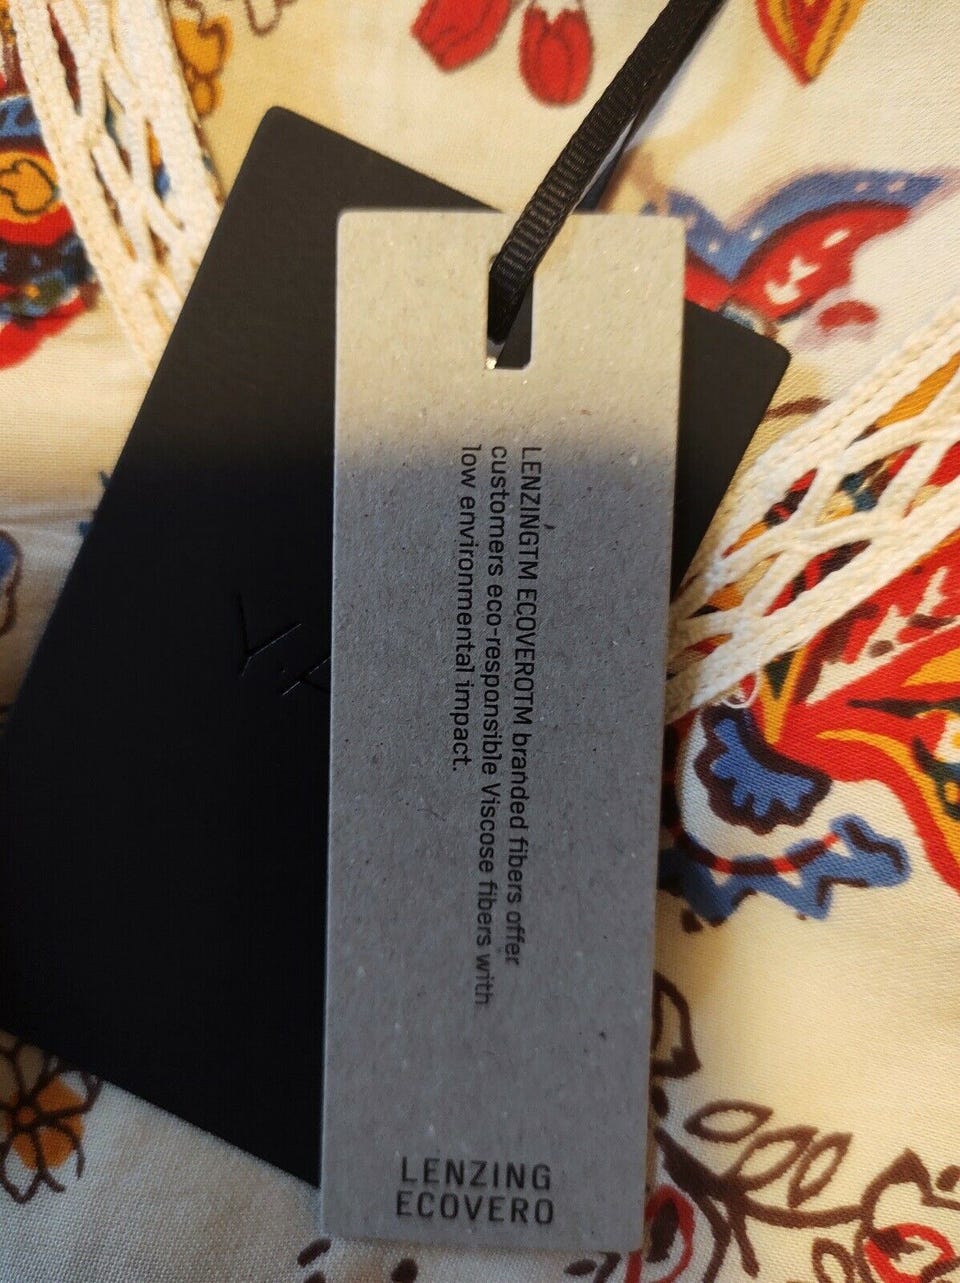 LENZINGTM ECOVEROTM branded fibers offer
customers eco-responsible Viscose fibers with
low environmental impact.
LENZING
ECOVERO